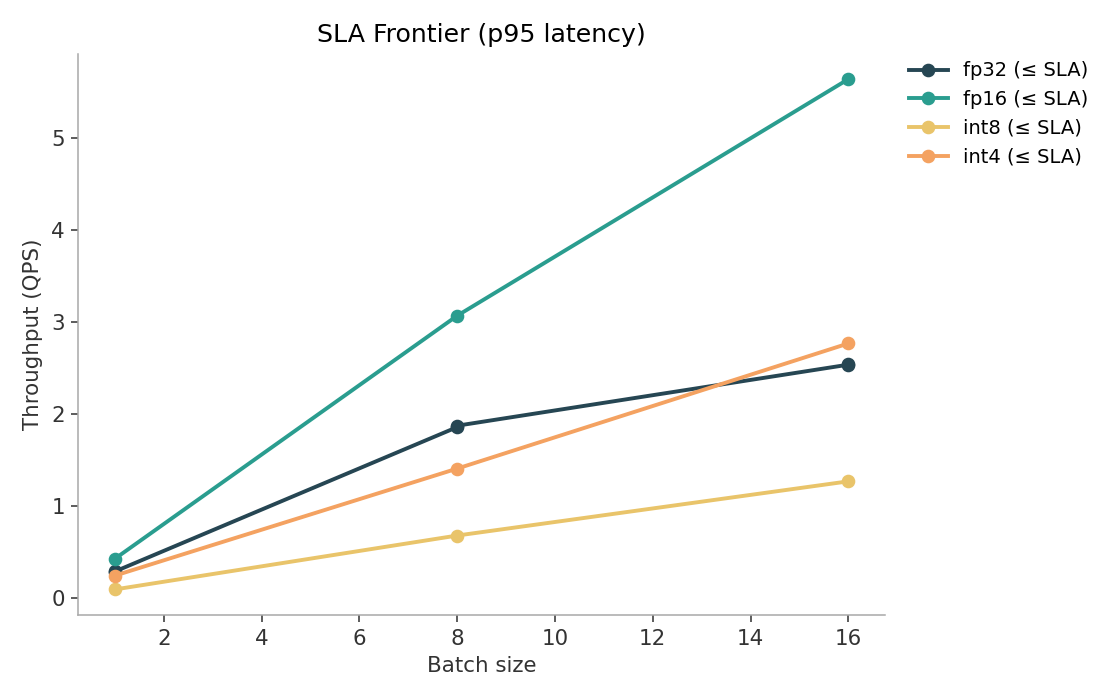 SLA Frontier (p95 latency)
fp32 (≤ SLA)
fp16 (≤ SLA)
int8 (≤ SLA)
int4 (≤ SLA)
Throughput (QPS)
5
4
3
2
1
0
2 4 6 8 10 12 14 16
Batch size